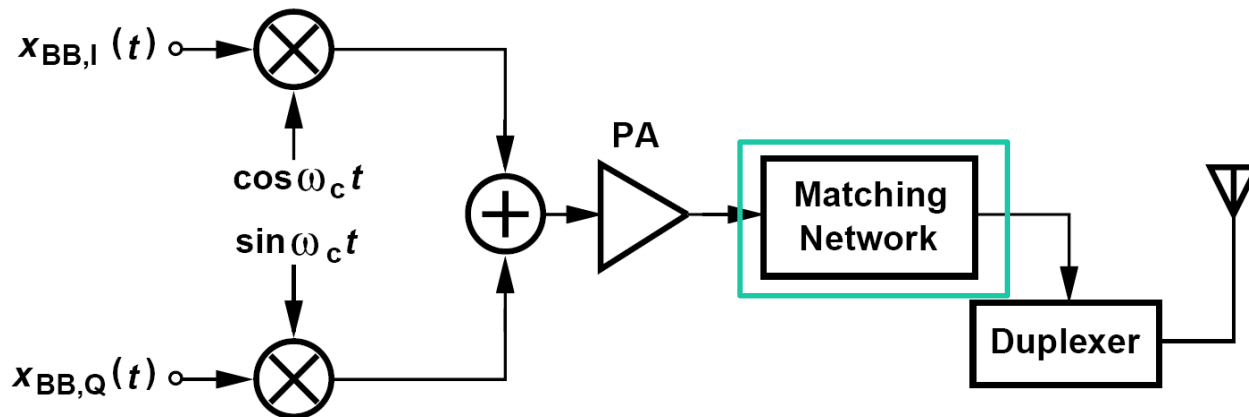 x_BB,I (t)
cos ω_c t
sin ω_c t
x_BB,Q (t)
PA
Matching
Network
Duplexer